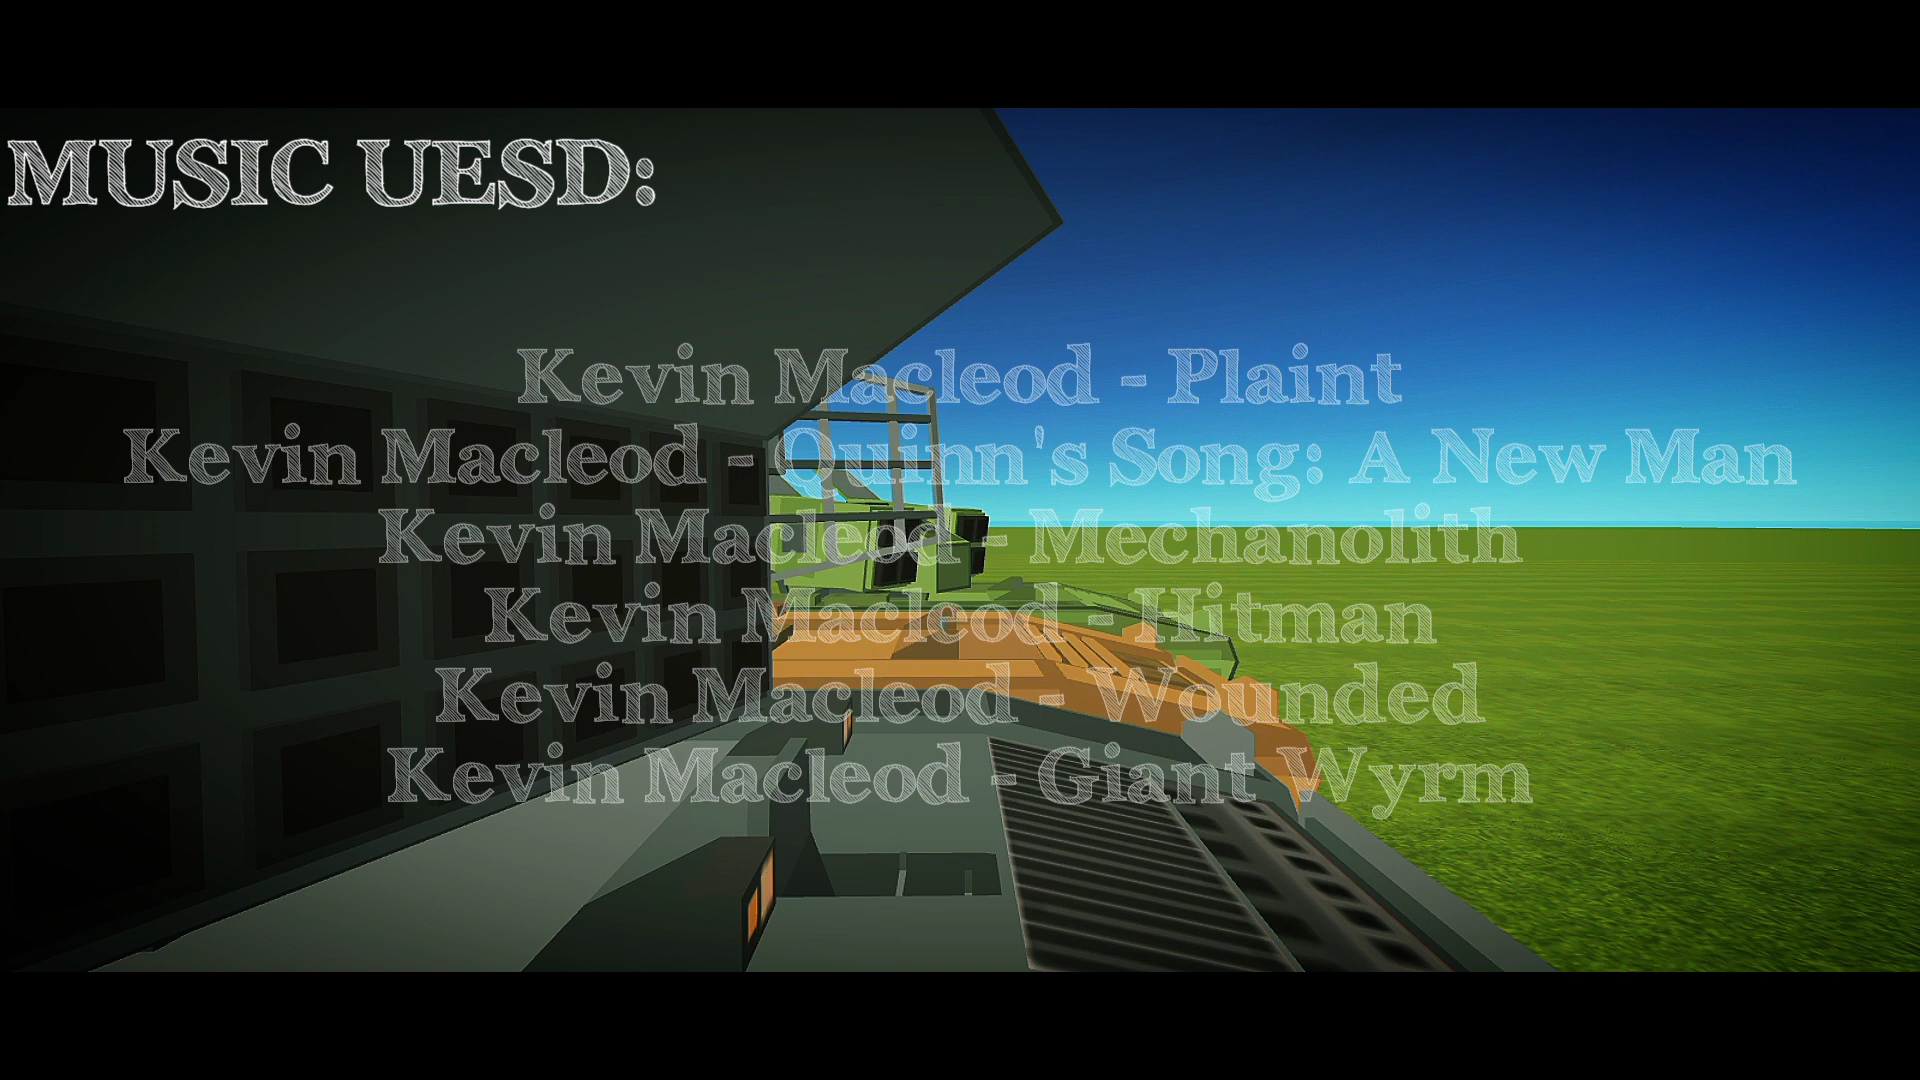 MUSIC UESD:
Kevin Macleod - Plaint
Kevin Macleod - Quinn's Song: A New Man
Kevin Macleod - Mechanolith
Kevin Macleod - Hitman
Kevin Macleod - Wounded
Kevin Macleod - Giant Wyrm